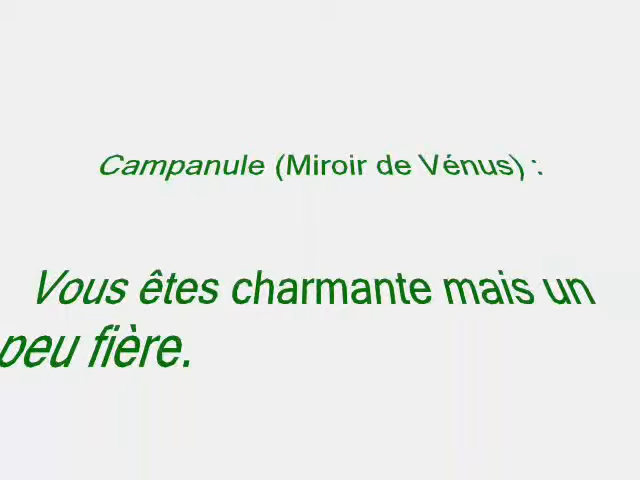 Campanule (Miroir de Vénus) :
Vous êtes charmante mais un
peu fière.